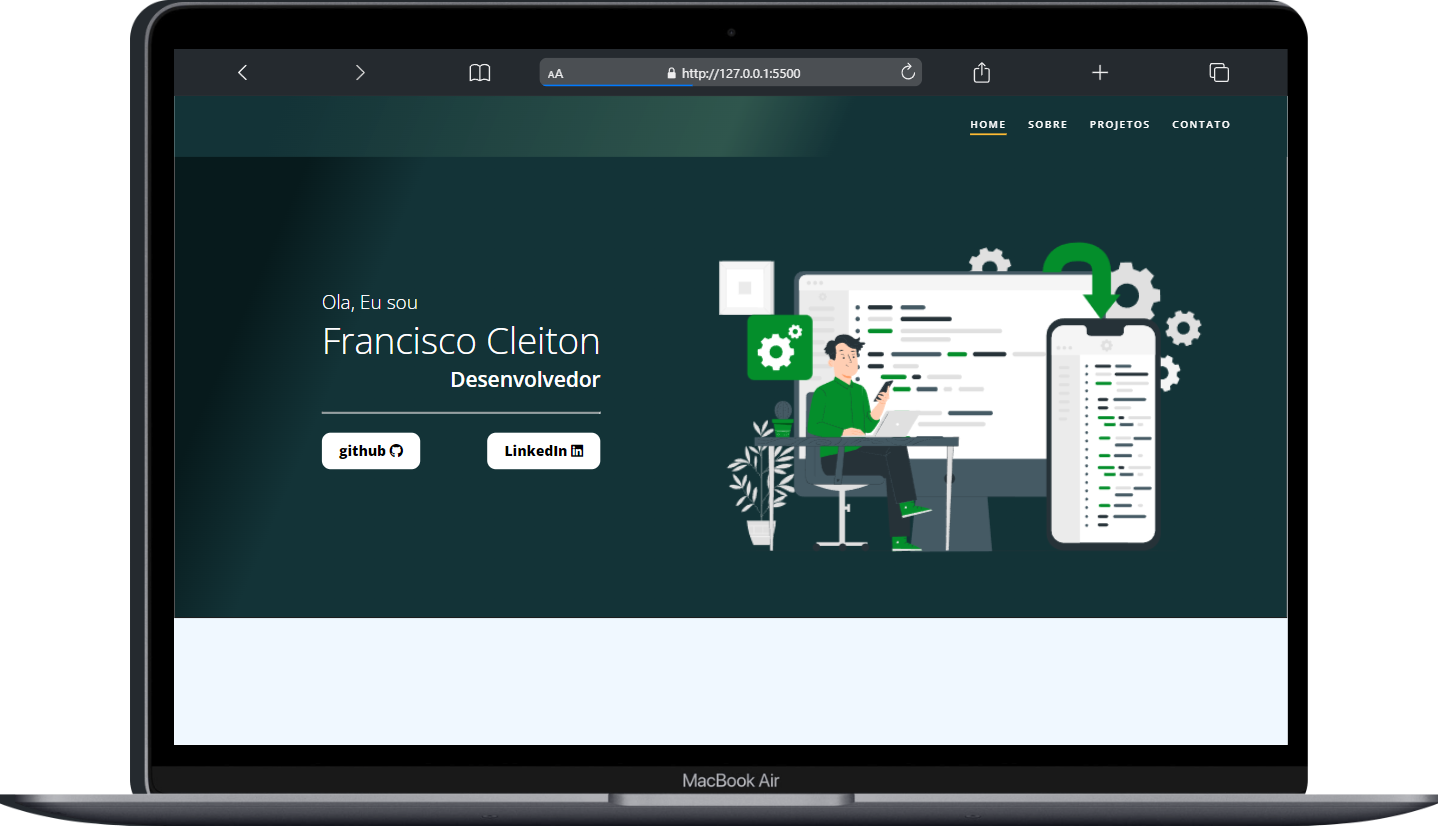 AA http://127.0.0.1:5500
HOME SOBRE PROJETOS CONTATO
Ola, Eu sou
Francisco Cleiton
Desenvolvedor
github LinkedIn
MacBook Air